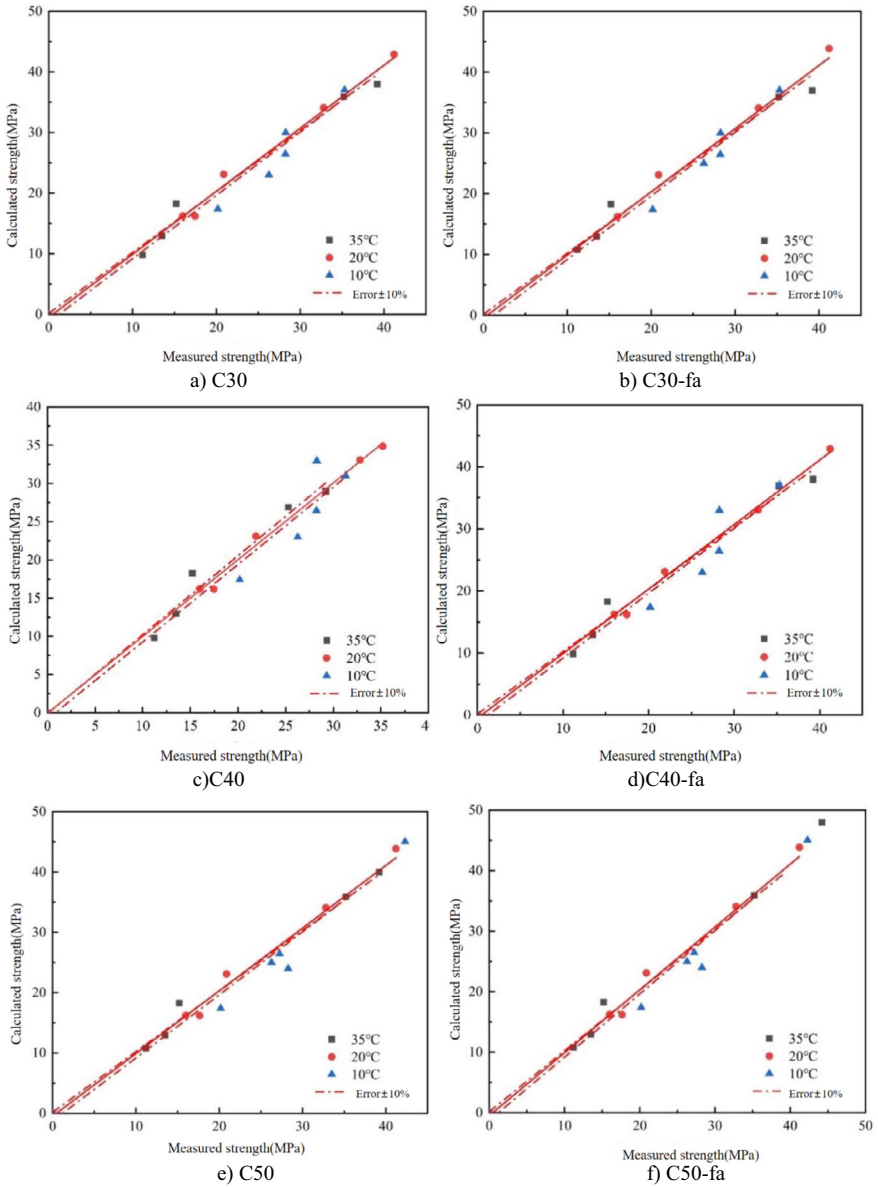 50
40
30
20
10
0
Calculated strength(MPa)
35℃
20℃
10℃
Error±10%
0 10 20 30 40
Measured strength(MPa)
a) C30
50
40
30
20
10
0
Calculated strength(MPa)
35℃
20℃
10℃
Error±10%
0 10 20 30 40
Measured strength(MPa)
b) C30-fa
40
35
30
25
20
15
10
5
0
Calculated strength(MPa)
35℃
20℃
10℃
Error±10%
0 5 10 15 20 25 30 35 4
Measured strength(MPa)
c)C40
50
40
30
20
10
0
Calculated strength(MPa)
35℃
20℃
10℃
Error±10%
0 10 20 30 40
Measured strength(MPa)
d)C40-fa
50
40
30
20
10
0
Calculated strength(MPa)
35℃
20℃
10℃
Error±10%
0 10 20 30 40
Measured strength(MPa)
e) C50
50
40
30
20
10
0
Calculated strength(MPa)
35℃
20℃
10℃
Error±10%
0 10 20 30 40 50
Measured strength(MPa)
f) C50-fa